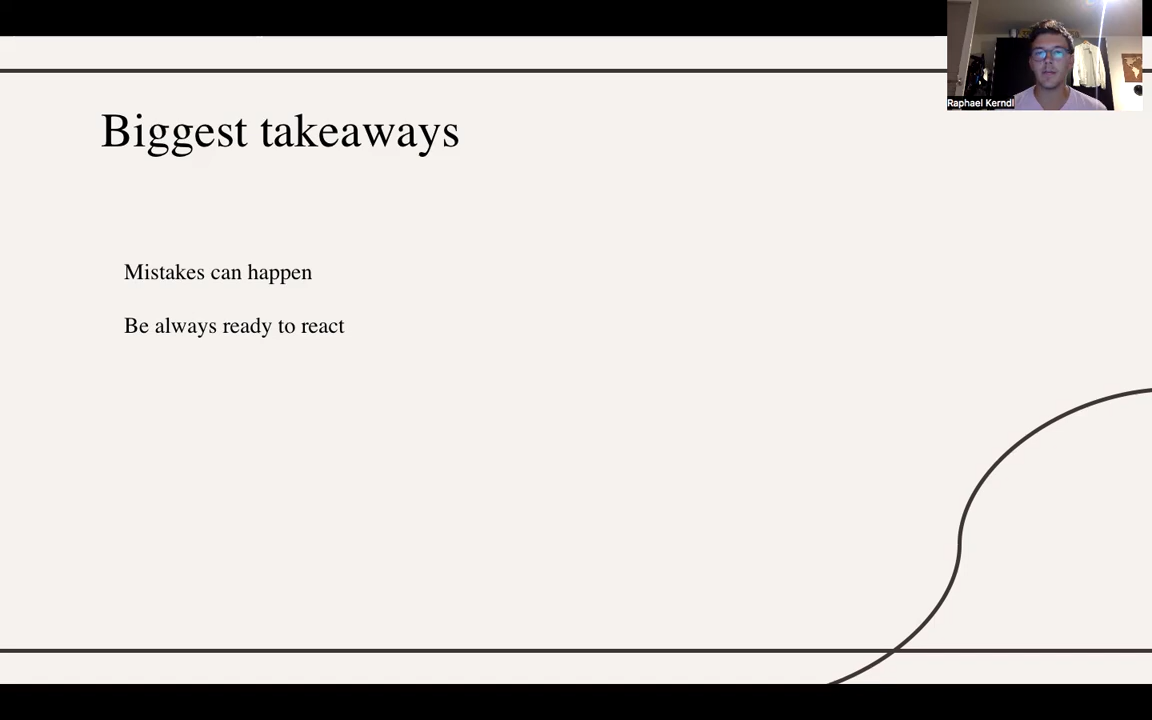 Raphael Kerndl
Biggest takeaways
Mistakes can happen
Be always ready to react